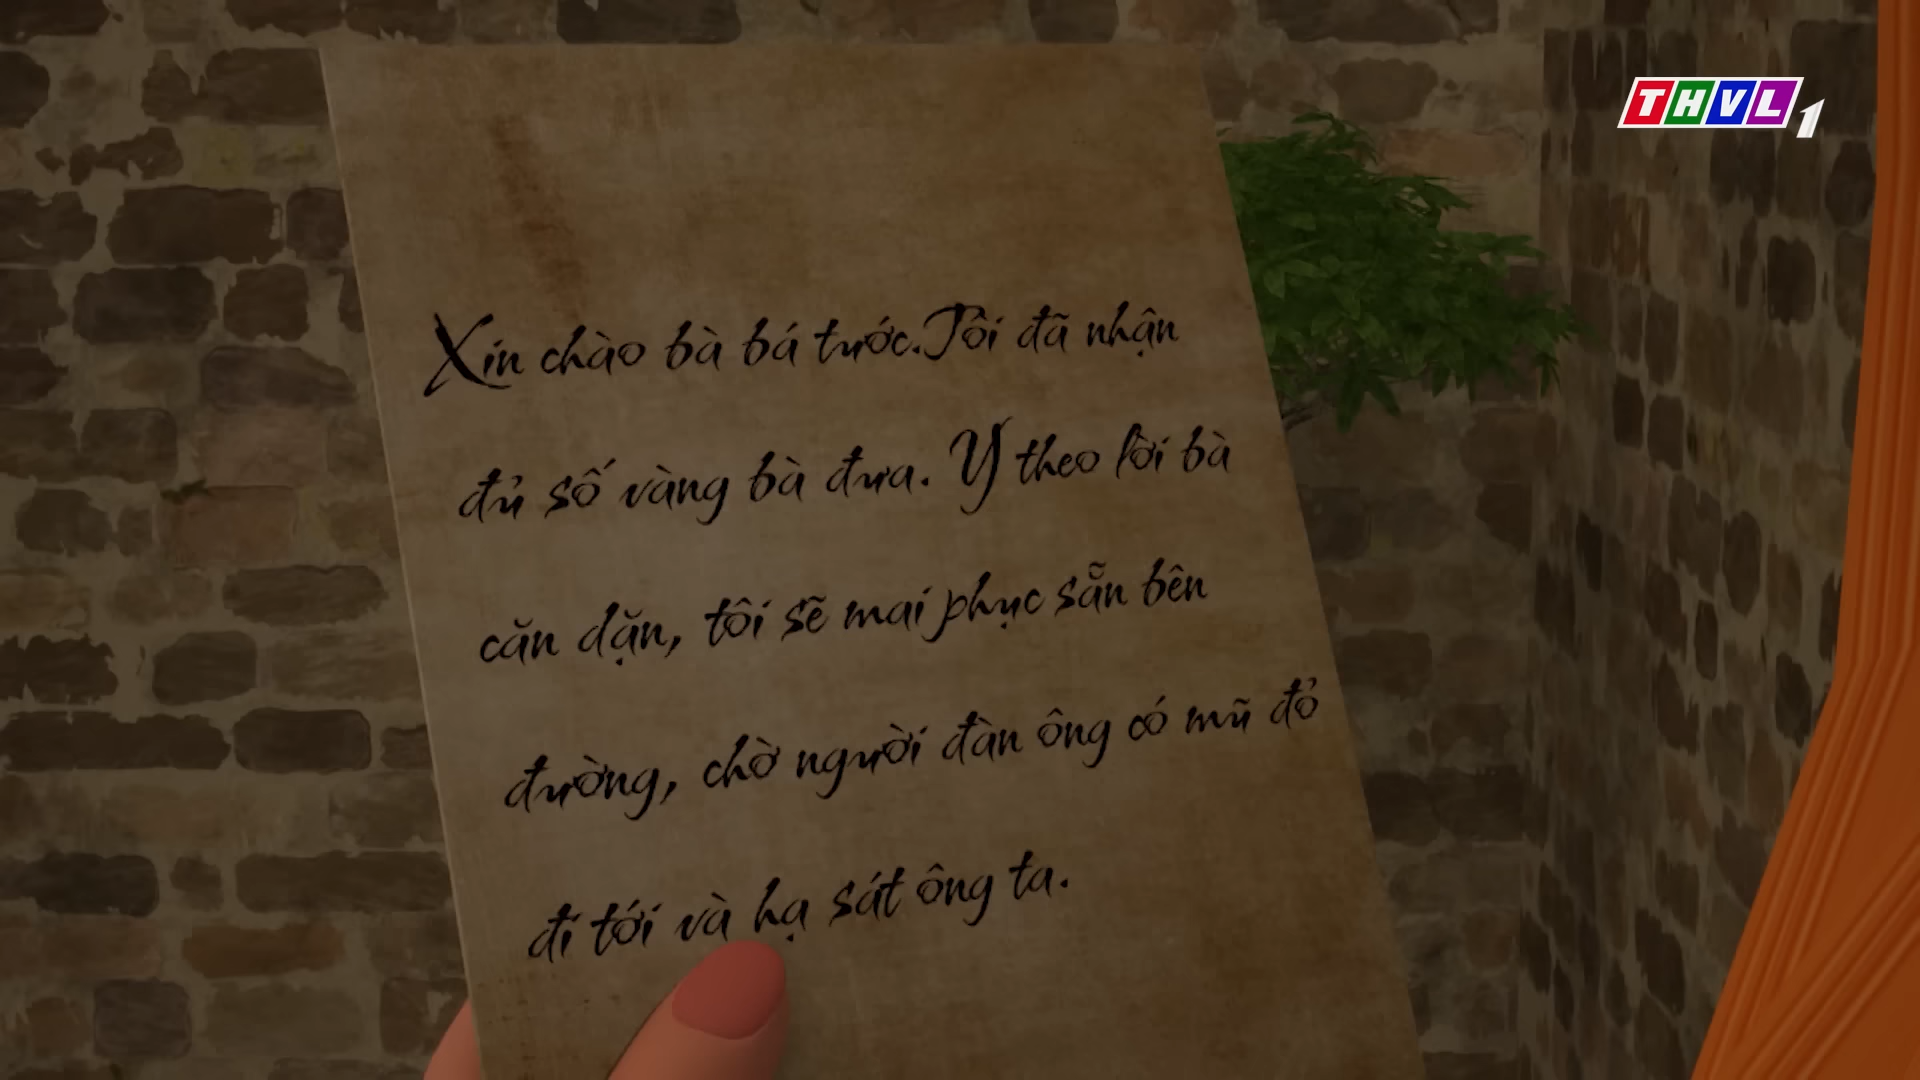 THVL1
Xin chào bà bá tước.Tôi đã nhận
đủ số vàng bà đưa. Y theo lời bà
căn dặn, tôi sẽ mai phục sẵn bên
đường, chờ người đàn ông có mũ đỏ
đi tới và hạ sát ông ta.